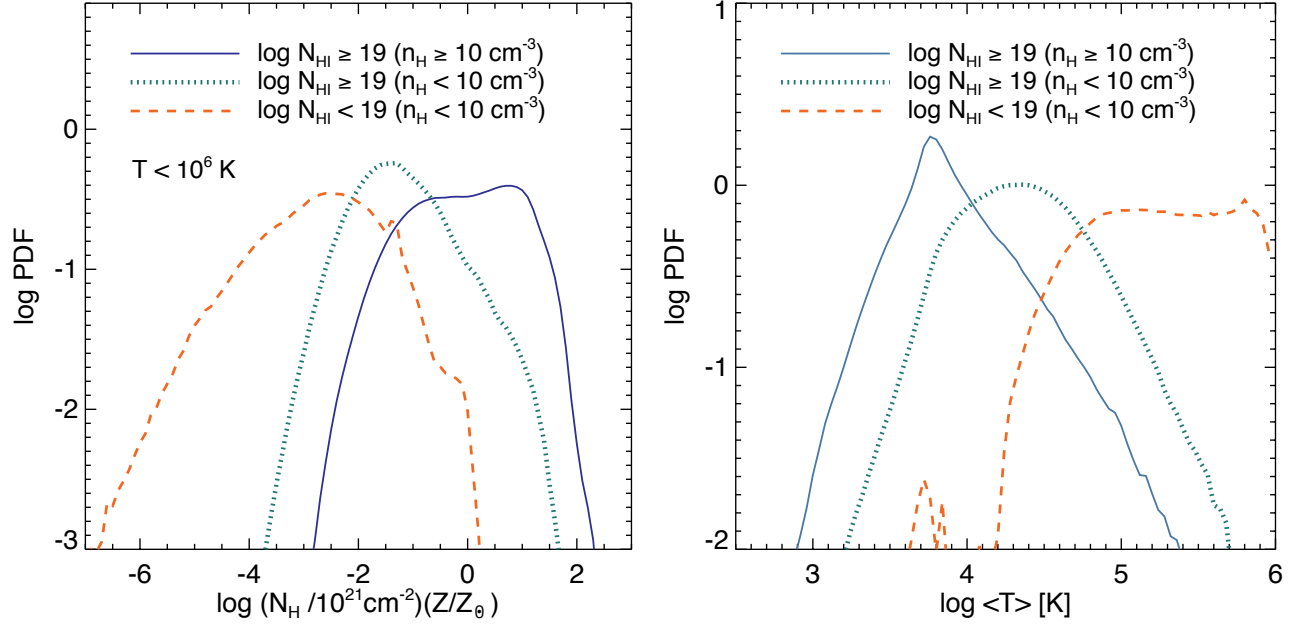 log N_HI ≥ 19 (n_H ≥ 10 cm^-3)
log N_HI ≥ 19 (n_H < 10 cm^-3)
log N_HI < 19 (n_H < 10 cm^-3)
T < 10^6 K
0
-1
-2
-3
log PDF
-6
-4
-2
0
2
log (N_H /10^21cm^-2)(Z/Z_⊙)
log N_HI ≥ 19 (n_H ≥ 10 cm^-3)
log N_HI ≥ 19 (n_H < 10 cm^-3)
log N_HI < 19 (n_H < 10 cm^-3)
1
0
-1
-2
log PDF
3
4
5
6
log <T> [K]